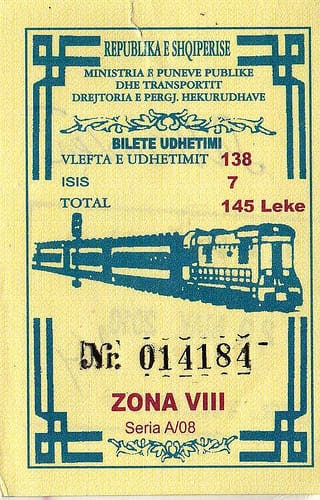 REPUBLIKA E SHQIPERISE
MINISTRIA E PUNEVE PUBLIKE
DHE TRANSPORTIT
DREJTORIA E PERGJ. HEKURUDHAVE
BILETE UDHETIMI
VLEFTA E UDHETIMIT 138
ISIS 7
TOTAL 145 Leke
Nr. 014184
ZONA VIII
Seria A/08